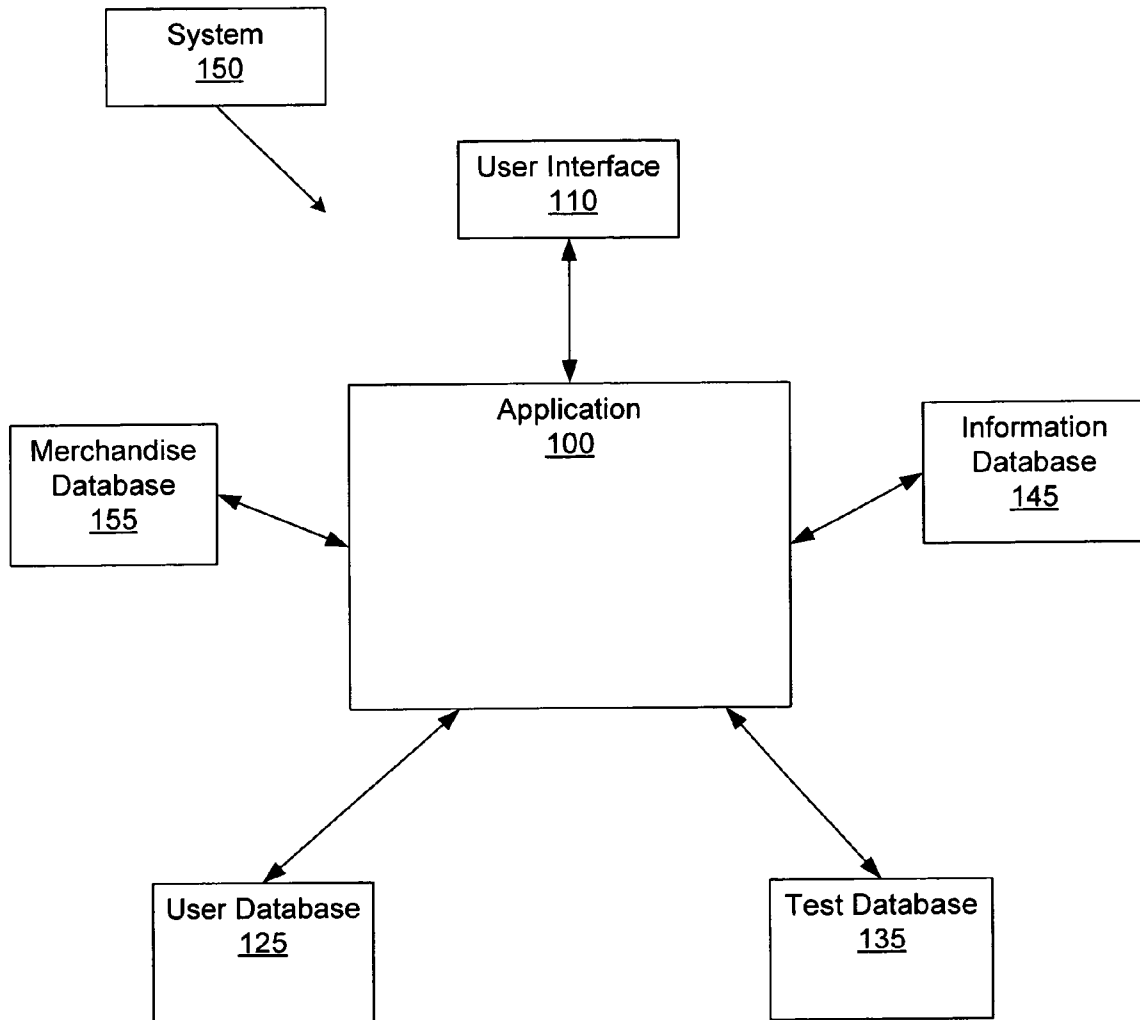 System
150
User Interface
110
Application
100
Merchandise
Database
155
Information
Database
145
User Database
125
Test Database
135